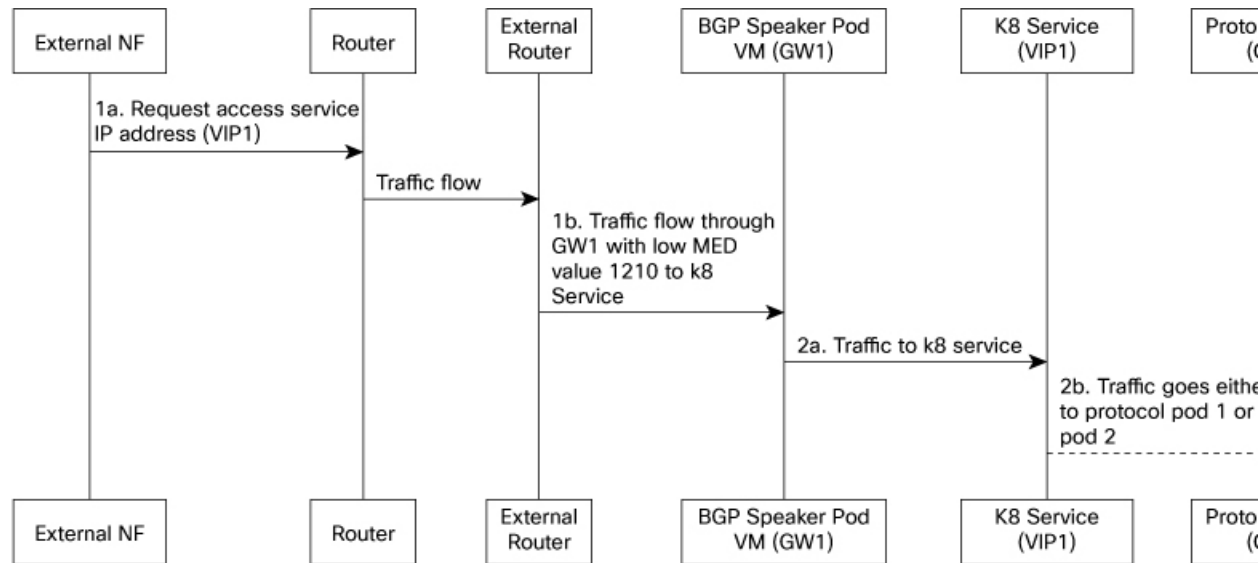 External NF
Router
External
Router
BGP Speaker Pod
VM (GW1)
K8 Service
(VIP1)
1a. Request access service
IP address (VIP1)
Traffic flow
1b. Traffic flow through
GW1 with low MED
value 1210 to k8
Service
2a. Traffic to k8 service
2b. Traffic goes
to protocol pod 1 or
pod 2
External NF
Router
External
Router
BGP Speaker Pod
VM (GW1)
K8 Service
(VIP1)